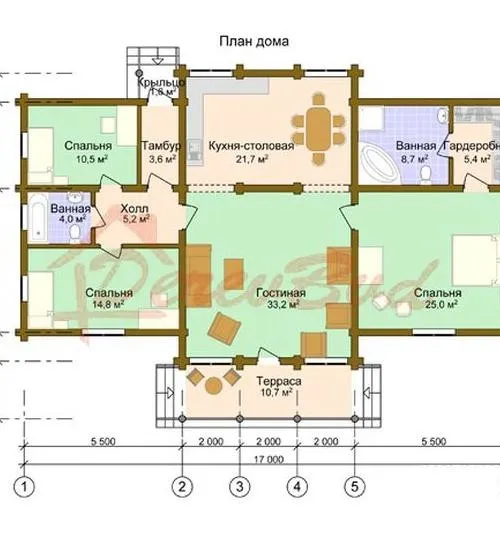 План дома
Крыльцо
1,8 м²
Спальня
10,5 м²
Тамбур
3,6 м²
Кухня-столовая
21,7 м²
Ванная
8,7 м²
Гардеробн
5,4 м²
Ванная
4,0 м²
Холл
5,2 м²
Спальня
14,8 м²
Гостиная
33,2 м²
Спальня
25,0 м²
DereuBud
Терраса
10,7 м²
5 500
2 000
2 000
2 000
5 500
17 000
1
2
3
4
5